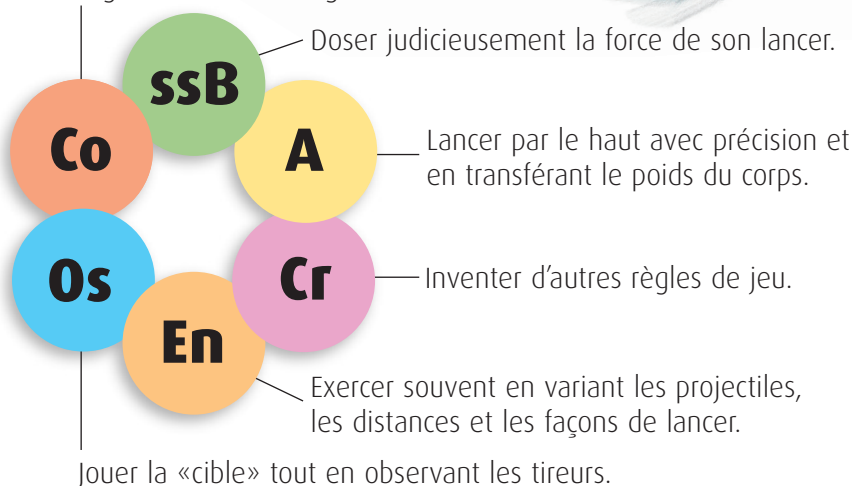 ssB
Doser judicieusement la force de son lancer.
Co
A
Lancer par le haut avec précision et
en transférant le poids du corps.
Os
Cr
Inventer d’autres règles de jeu.
En
Exercer souvent en variant les projectiles,
les distances et les façons de lancer.
Jouer la «cible» tout en observant les tireurs.